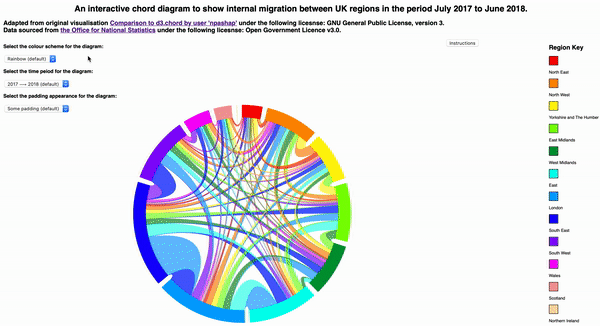 An interactive chord diagram to show internal migration between UK regions in the period July 2017 to June 2018.
Adapted from original visualisation Comparison to d3.chord by user 'npashap' under the following licesnse: GNU General Public License, version 3.
Data sourced from the Office for National Statistics under the following licesnse: Open Government Licence v3.0.
Select the colour scheme for the diagram:
Rainbow (default)
Select the time peiod for the diagram:
2017 ---> 2018 (default)
Select the padding appearance for the diagram:
Some padding (default)
Instructions
Region Key
North East
North West
Yorkshire and The Humber
East Midlands
West Midlands
East
London
South East
South West
Wales
Scotland
Northern Ireland